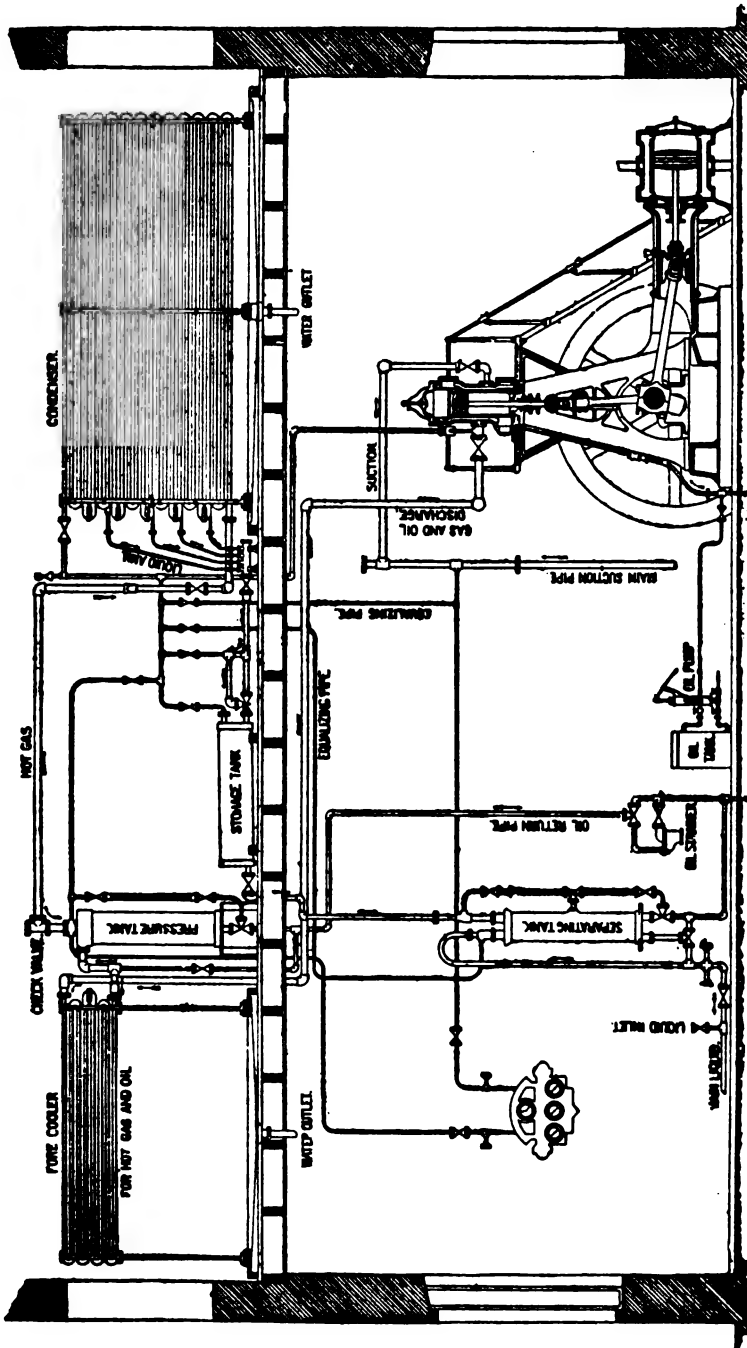 CONDENSER.
WATER OUTLET
LIQUID
HOT GAS
STORAGE TANK
CHECK VALVE
PRESSURE TANK
FORE COOLER
FOR HOT GAS AND OIL
WATER OUTLET.
SUCTION
GAS AND OIL
DISCHARGE.
MAIN SUCTION PIPE
EQUALIZING PIPE.
EQUALIZING PIPE.
OIL PUMP
OIL
TANK.
OIL RETURN PIPE.
OIL STRAINER
SEPARATING TANK
LIQUID INLET.
MAIN LIQUID